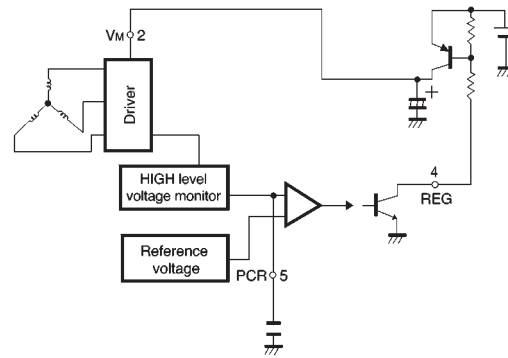 VM 2
Driver
HIGH level
voltage monitor
Reference
voltage
PCR 5
4
REG
+